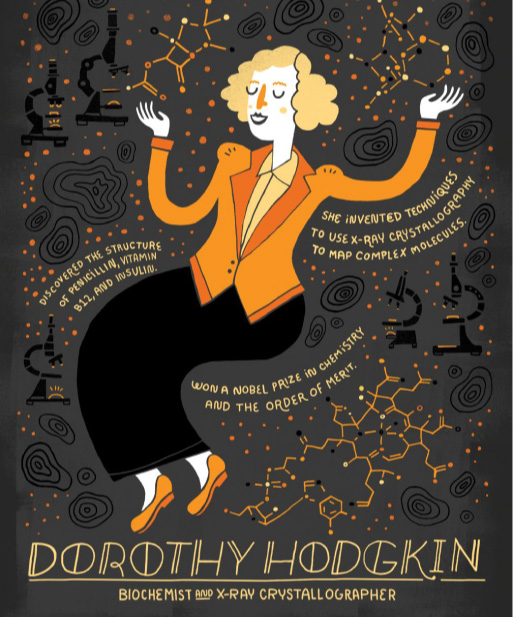 SHE INVENTED TECHNIQUES
TO USE X-RAY CRYSTALLOGRAPHY
TO MAP COMPLEX MOLECULES.
DISCOVERED THE STRUCTURE
OF PENICILLIN, VITAMIN
B12, AND INSULIN.
WON A NOBEL PRIZE IN CHEMISTRY
AND THE ORDER OF MERIT.
DOROTHY HODGKIN
BIOCHEMIST AND X-RAY CRYSTALLOGRAPHER